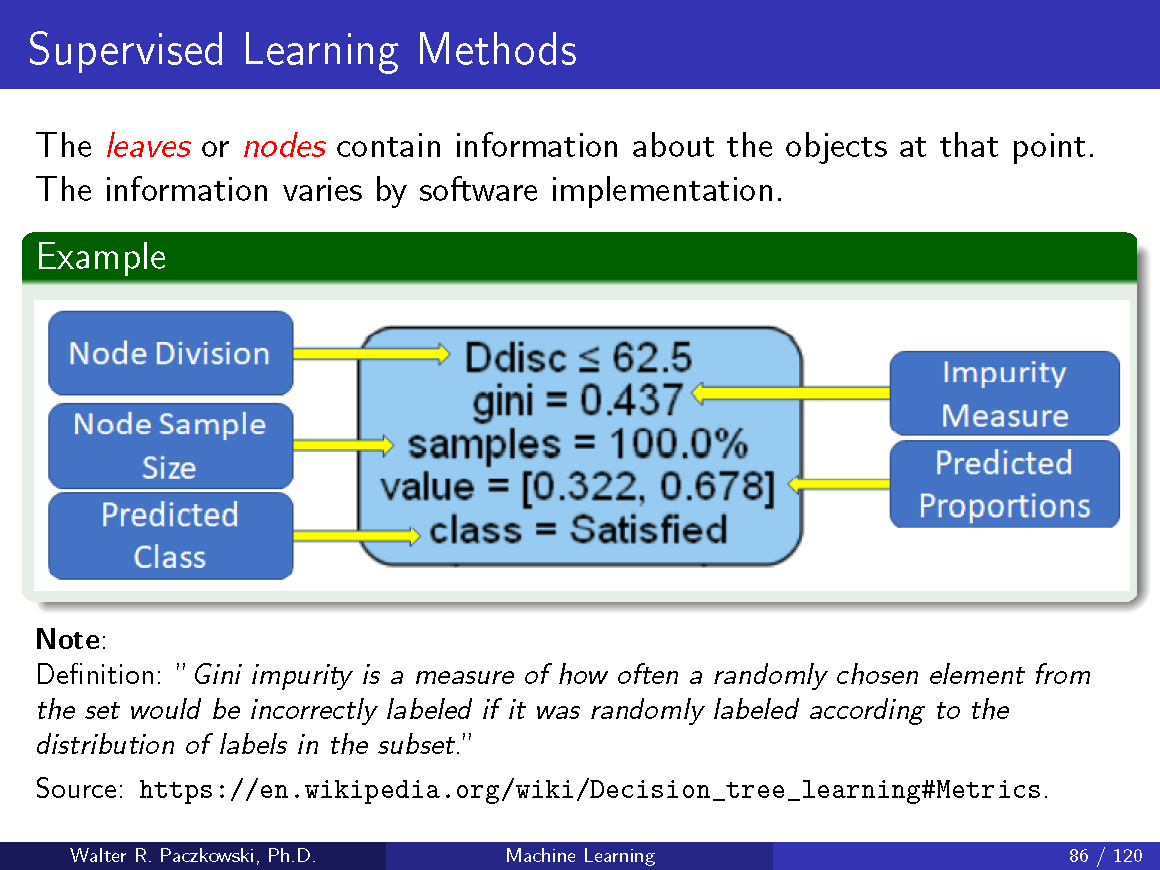 Supervised Learning Methods
The leaves or nodes contain information about the objects at that point.
The information varies by software implementation.
Example
Node Division
Node Sample
Size
Predicted
Class
Ddisc ≤ 62.5
gini = 0.437
samples = 100.0%
value = [0.322, 0.678]
class = Satisfied
Impurity
Measure
Predicted
Proportions
Note:
Definition: "Gini impurity is a measure of how often a randomly chosen element from
the set would be incorrectly labeled if it was randomly labeled according to the
distribution of labels in the subset."
Source: https://en.wikipedia.org/wiki/Decision_tree_learning#Metrics.
Walter R. Paczkowski, Ph.D.
Machine Learning
86 / 120